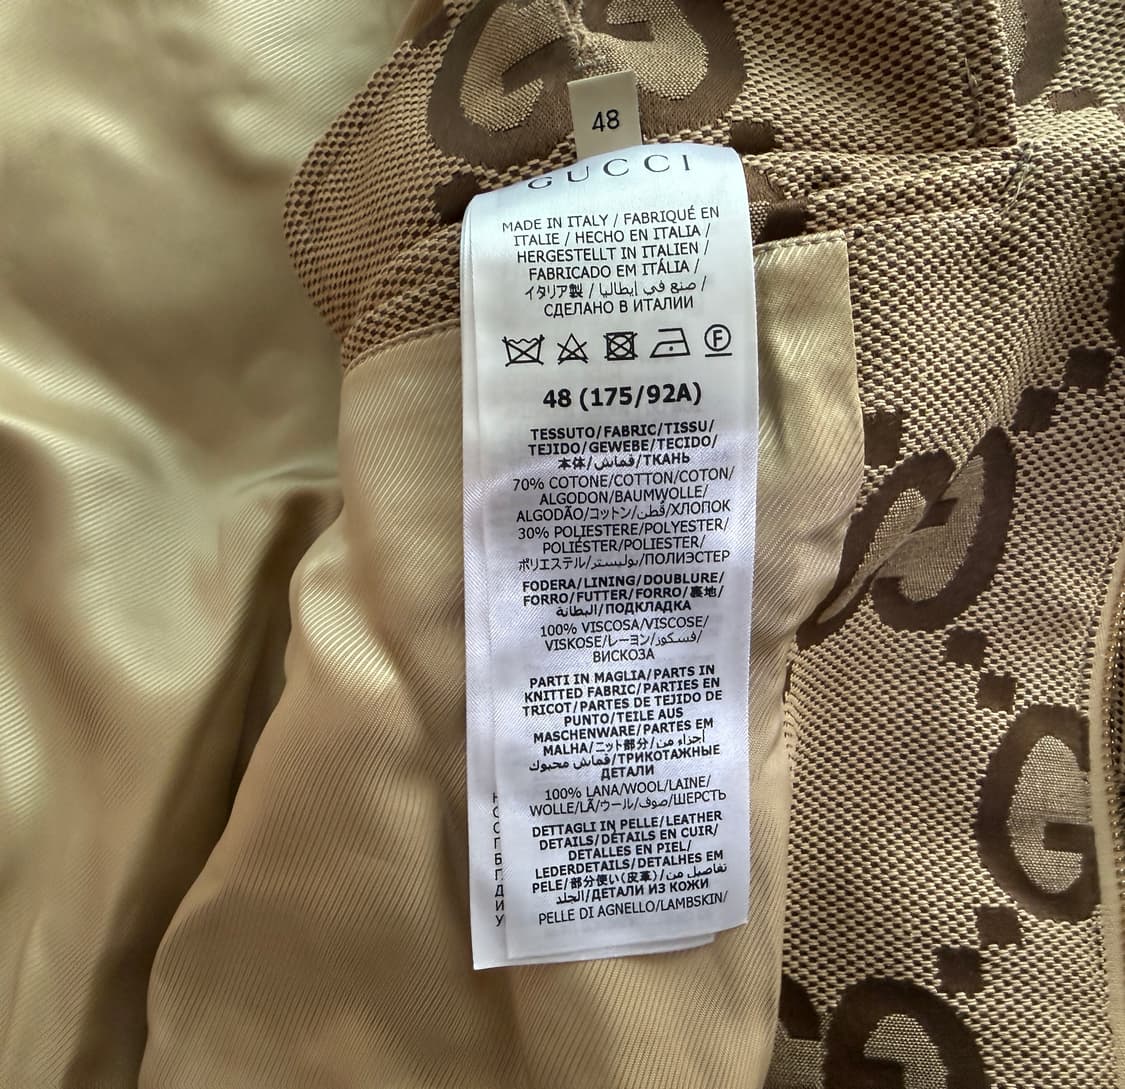 48
GUCCI
MADE IN ITALY / FABRIQUÉ EN
ITALIE / HECHO EN ITALIA /
HERGESTELLT IN ITALIEN /
FABRICADO EM ITÁLIA /
イタリア製 / صنع في إيطاليا /
СДЕЛАНО В ИТАЛИИ
F
48 (175/92A)
TESSUTO/FABRIC/TISSU/
TEJIDO/GEWEBE/TECIDO/
本体/قماش/ТКАНЬ
70% COTONE/COTTON/COTON/
ALGODON/BAUMWOLLE/
ALGODÃO/コットン/قطن/ХЛОПОК
30% POLIESTERE/POLYESTER/
POLIÉSTER/POLIESTER/
ポリエステル/بوليستر/ПОЛИЭСТЕР
FODERA/LINING/DOUBLURE/
FORRO/FUTTER/FORRO/裏地/
البطانة/ПОДКЛАДКА
100% VISCOSA/VISCOSE/
VISKOSE/レーヨン/فسكوز/
ВИСКОЗА
PARTI IN MAGLIA/PARTS IN
KNITTED FABRIC/PARTIES EN
TRICOT/PARTES DE TEJIDO DE
PUNTO/TEILE AUS
MASCHENWARE/PARTES EM
MALHA/ニット部分/أجزاء من
قماش محبوك/ТРИКОТАЖНЫЕ
ДЕТАЛИ
100% LANA/WOOL/LAINE/
WOLLE/LÃ/ウール/صوف/ШЕРСТЬ
DETTAGLI IN PELLE/LEATHER
DETAILS/DÉTAILS EN CUIR/
DETALLES EN PIEL/
LEDERDETAILS/DETALHES EM
PELE/部分使い(皮革)/تفاصيل من
الجلد/ДЕТАЛИ ИЗ КОЖИ
PELLE DI AGNELLO/LAMBSKIN/